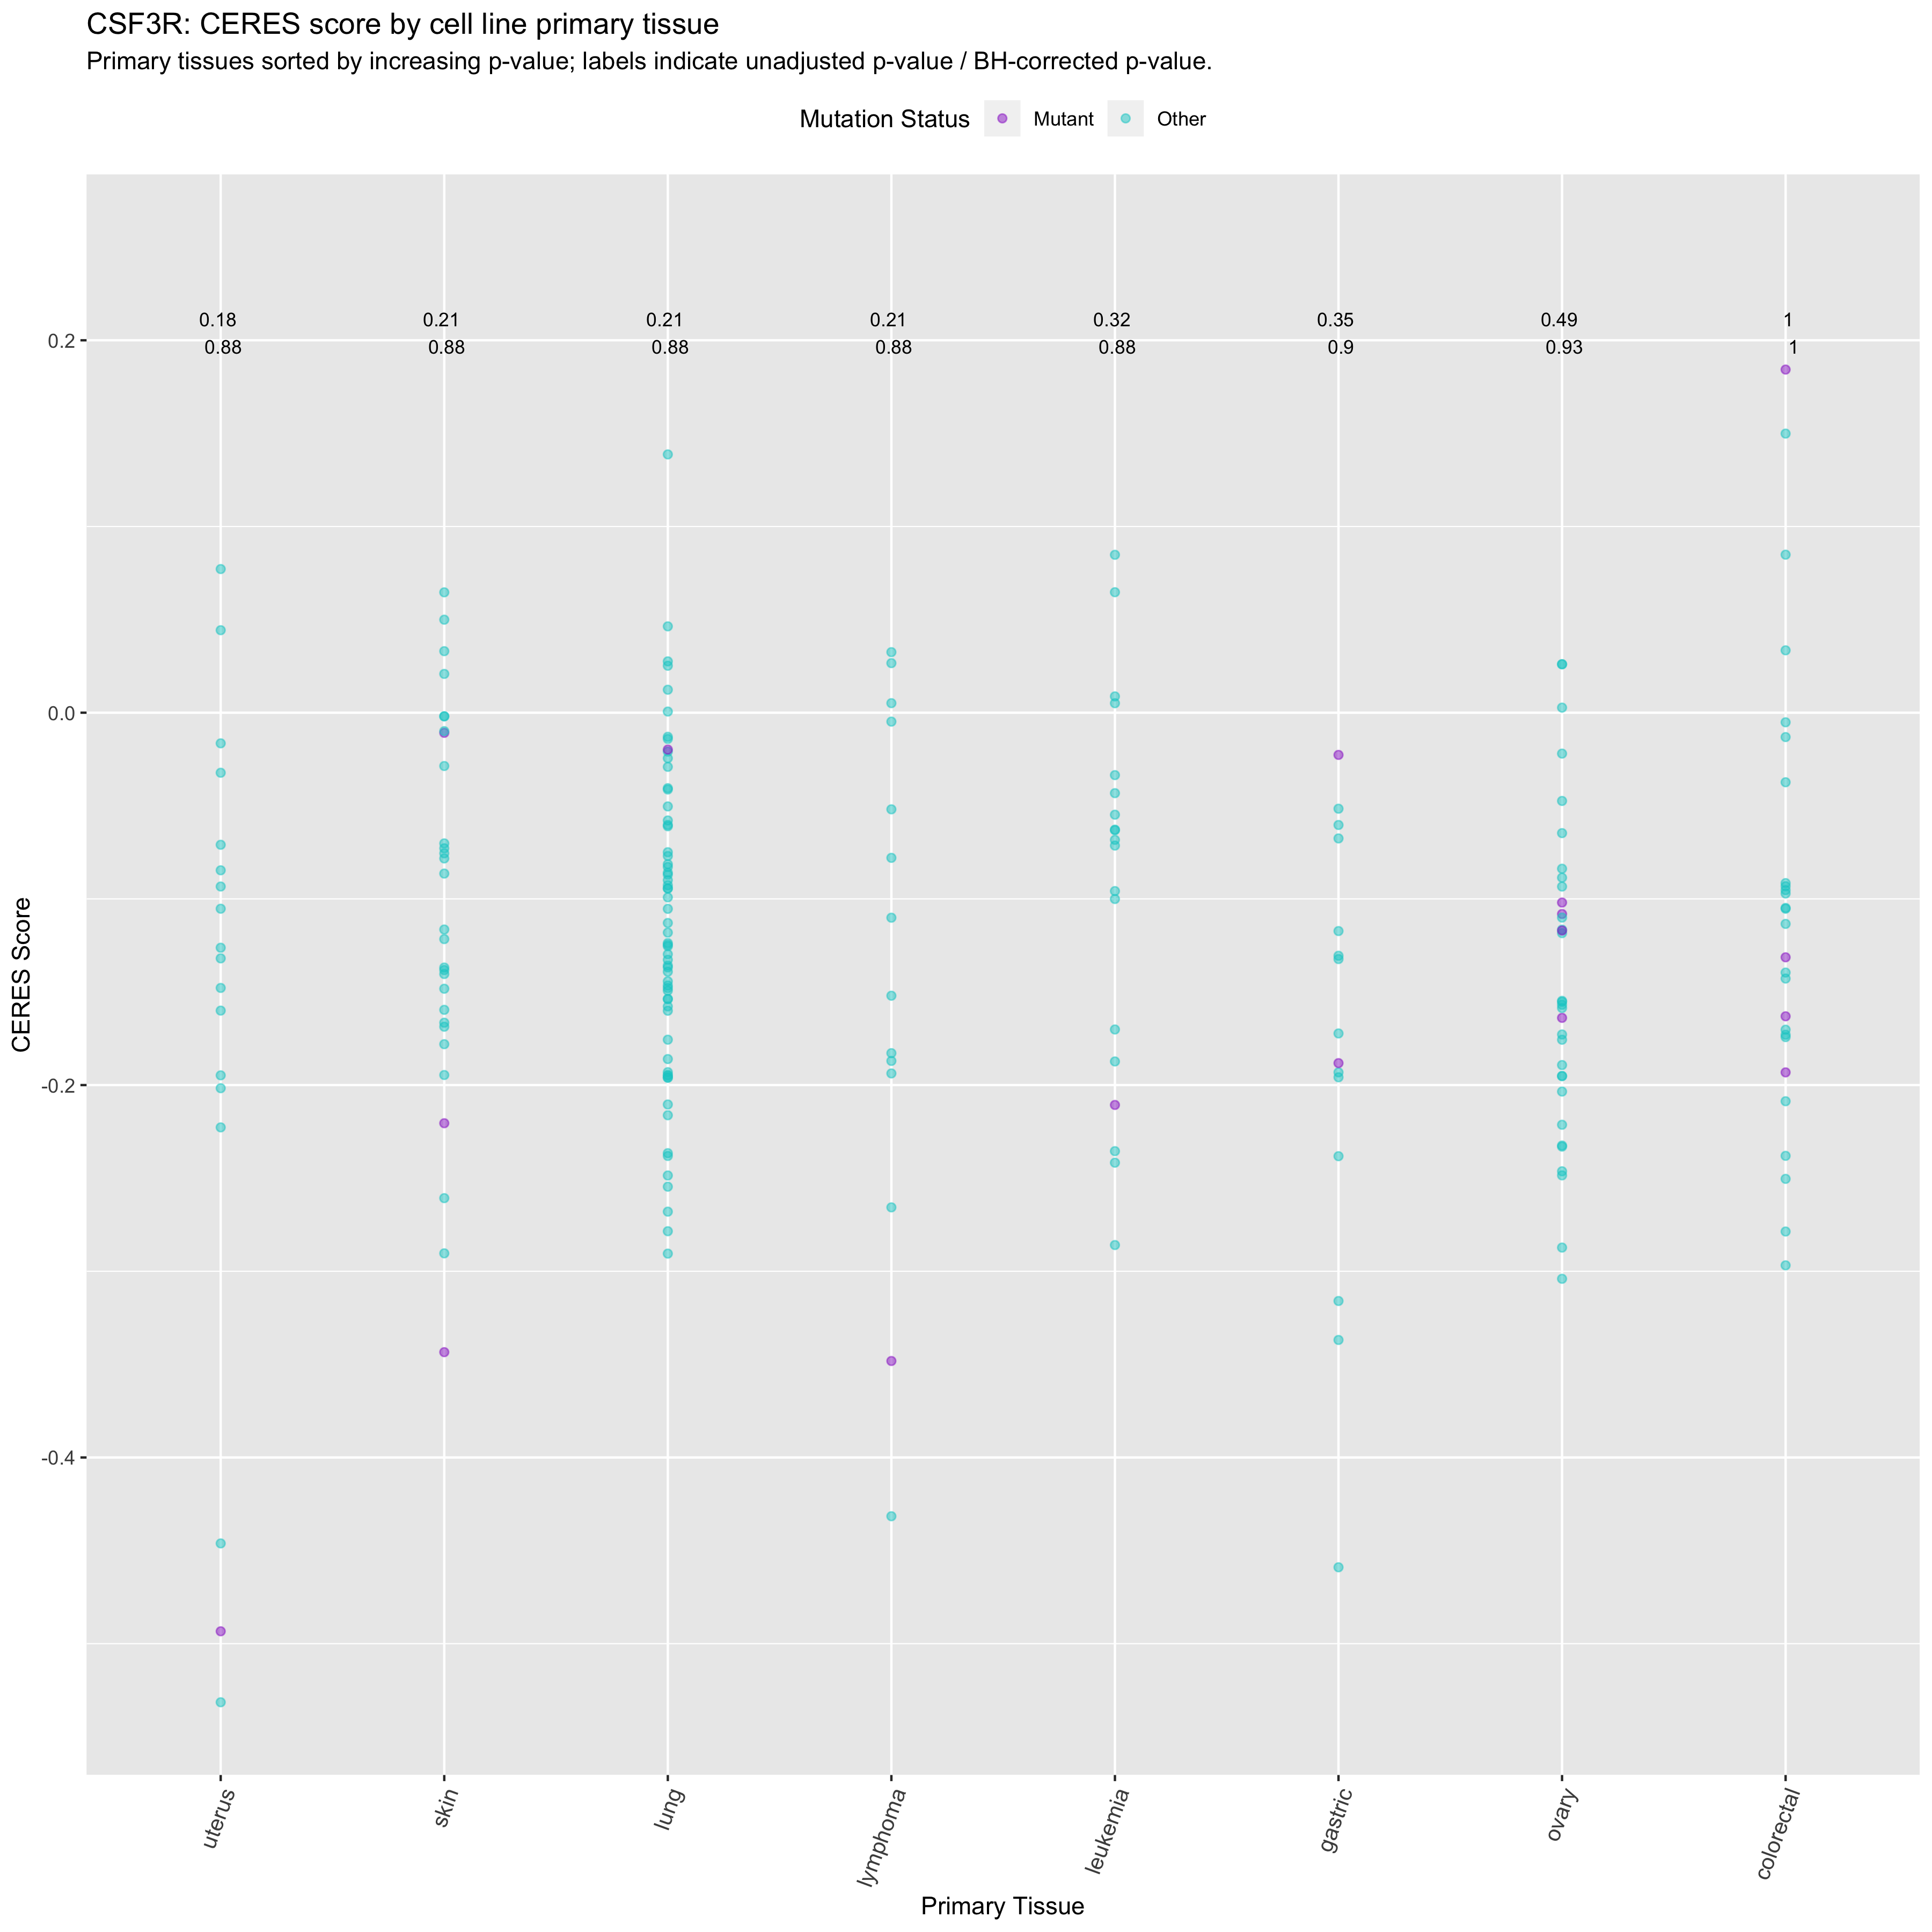 CSF3R: CERES score by cell line primary tissue
Primary tissues sorted by increasing p-value; labels indicate unadjusted p-value / BH-corrected p-value.
Mutation Status Mutant Other
0.18 0.21 0.21 0.21 0.32 0.35 0.49 1
0.88 0.88 0.88 0.88 0.88 0.9 0.93 1
0.2
0.0
-0.2
-0.4
CERES Score
uterus skin lung lymphoma leukemia gastric ovary colorectal
Primary Tissue